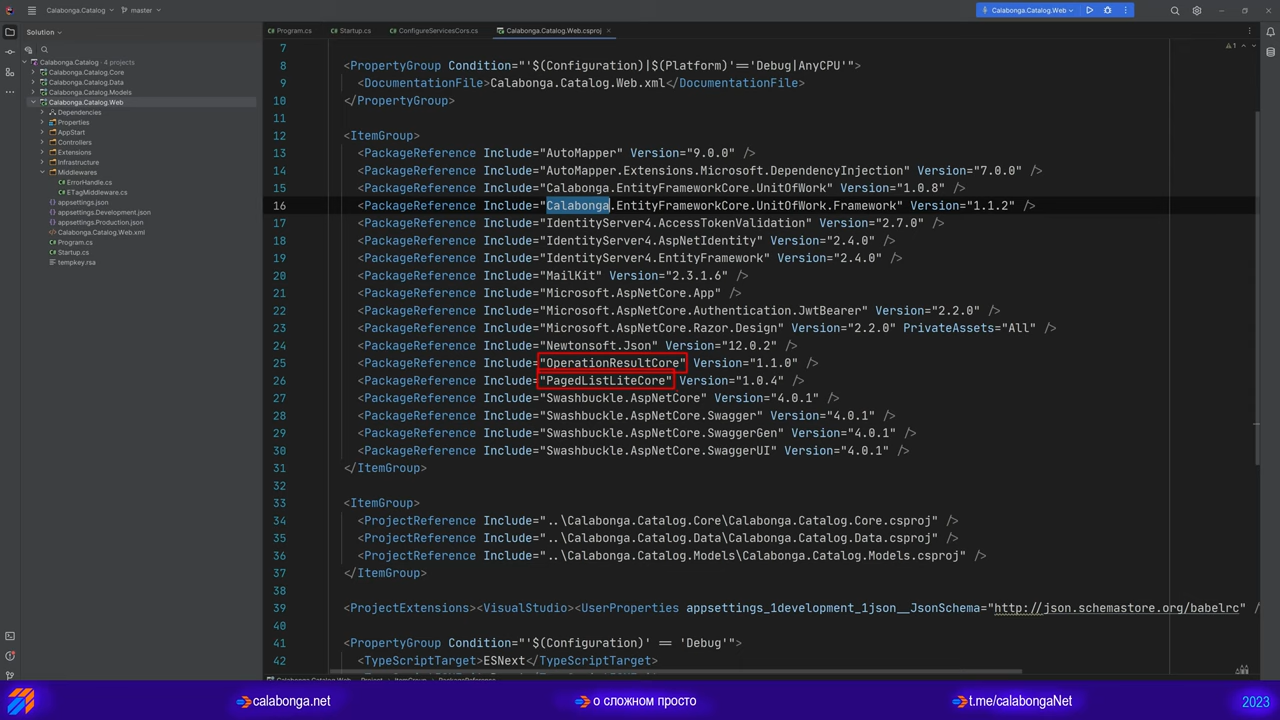 Calabonga.Catalog
master
Calabonga.Catalog.Web
Solution
Program.cs
Startup.cs
ConfigureServicesCors.cs
Calabonga.Catalog.Web.csproj
1
Calabonga.Catalog · 4 projects
Calabonga.Catalog.Core
Calabonga.Catalog.Data
Calabonga.Catalog.Models
Calabonga.Catalog.Web
Dependencies
Properties
AppStart
Controllers
Extensions
Infrastructure
Middlewares
ErrorHandle.cs
ETagMiddleware.cs
appsettings.json
appsettings.Development.json
appsettings.Production.json
Calabonga.Catalog.Web.xml
Program.cs
Startup.cs
tempkey.rsa
7
8 <PropertyGroup Condition="'$(Configuration)|$(Platform)'=='Debug|AnyCPU'">
9 <DocumentationFile>Calabonga.Catalog.Web.xml</DocumentationFile>
10 </PropertyGroup>
11
12 <ItemGroup>
13 <PackageReference Include="AutoMapper" Version="9.0.0" />
14 <PackageReference Include="AutoMapper.Extensions.Microsoft.DependencyInjection" Version="7.0.0" />
15 <PackageReference Include="Calabonga.EntityFrameworkCore.UnitOfWork" Version="1.0.8" />
16 <PackageReference Include="Calabonga.EntityFrameworkCore.UnitOfWork.Framework" Version="1.1.2" />
17 <PackageReference Include="IdentityServer4.AccessTokenValidation" Version="2.7.0" />
18 <PackageReference Include="IdentityServer4.AspNetIdentity" Version="2.4.0" />
19 <PackageReference Include="IdentityServer4.EntityFramework" Version="2.4.0" />
20 <PackageReference Include="MailKit" Version="2.3.1.6" />
21 <PackageReference Include="Microsoft.AspNetCore.App" />
22 <PackageReference Include="Microsoft.AspNetCore.Authentication.JwtBearer" Version="2.2.0" />
23 <PackageReference Include="Microsoft.AspNetCore.Razor.Design" Version="2.2.0" PrivateAssets="All" />
24 <PackageReference Include="Newtonsoft.Json" Version="12.0.2" />
25 <PackageReference Include="OperationResultCore" Version="1.1.0" />
26 <PackageReference Include="PagedListLiteCore" Version="1.0.4" />
27 <PackageReference Include="Swashbuckle.AspNetCore" Version="4.0.1" />
28 <PackageReference Include="Swashbuckle.AspNetCore.Swagger" Version="4.0.1" />
29 <PackageReference Include="Swashbuckle.AspNetCore.SwaggerGen" Version="4.0.1" />
30 <PackageReference Include="Swashbuckle.AspNetCore.SwaggerUI" Version="4.0.1" />
31 </ItemGroup>
32
33 <ItemGroup>
34 <ProjectReference Include="..\Calabonga.Catalog.Core\Calabonga.Catalog.Core.csproj" />
35 <ProjectReference Include="..\Calabonga.Catalog.Data\Calabonga.Catalog.Data.csproj" />
36 <ProjectReference Include="..\Calabonga.Catalog.Models\Calabonga.Catalog.Models.csproj" />
37 </ItemGroup>
38
39 <ProjectExtensions><VisualStudio><UserProperties appsettings_1development_1json__JsonSchema="http://json.schemastore.org/babelrc" /
40
41 <PropertyGroup Condition="'$(Configuration)' == 'Debug'">
42 <TypeScriptTarget>ESNext</TypeScriptTarget>
calabonga.net
о сложном просто
t.me/calabongaNet
2023